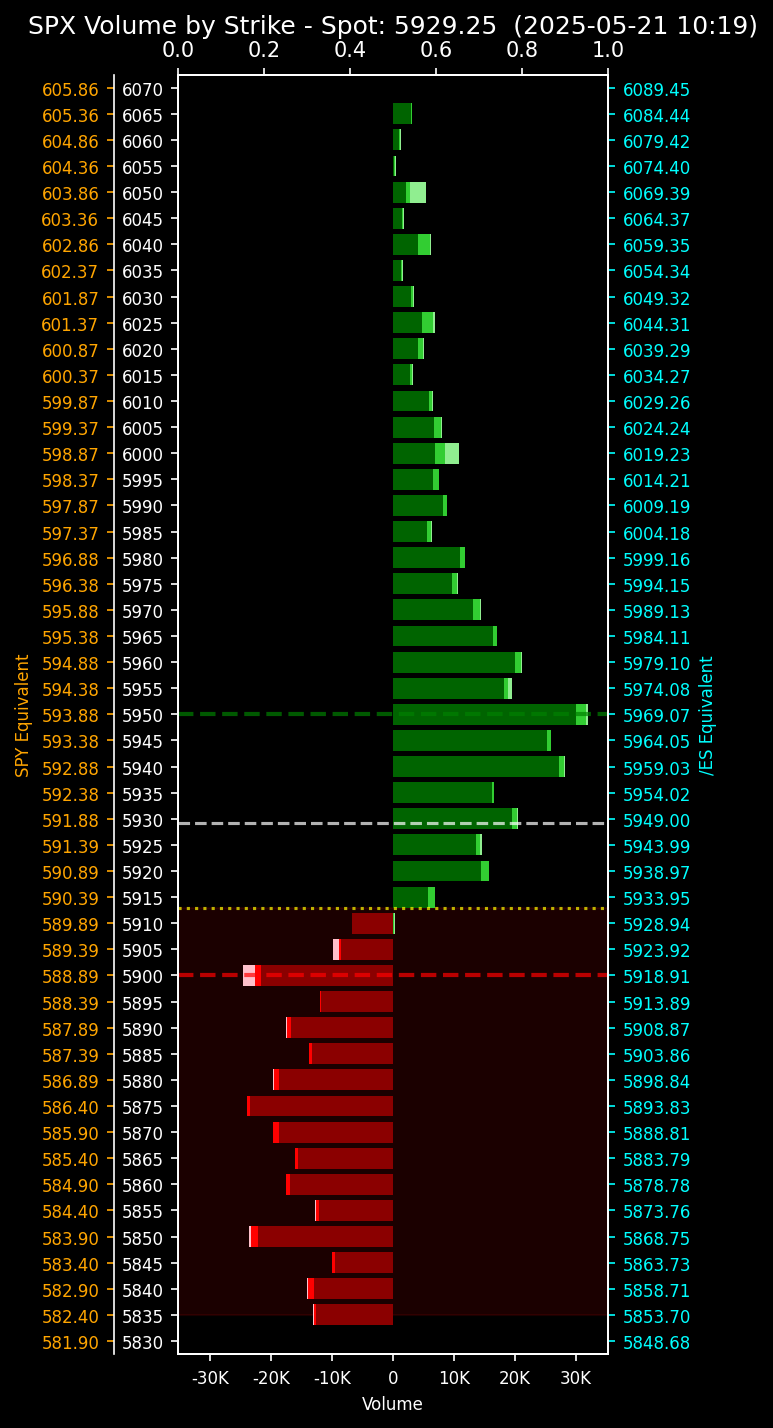 SPX Volume by Strike - Spot: 5929.25 (2025-05-21 10:19)
0.0 0.2 0.4 0.6 0.8 1.0
605.86 6070 6089.45
605.36 6065 6084.44
604.86 6060 6079.42
604.36 6055 6074.40
603.86 6050 6069.39
603.36 6045 6064.37
602.86 6040 6059.35
602.37 6035 6054.34
601.87 6030 6049.32
601.37 6025 6044.31
600.87 6020 6039.29
600.37 6015 6034.27
599.87 6010 6029.26
599.37 6005 6024.24
598.87 6000 6019.23
598.37 5995 6014.21
597.87 5990 6009.19
597.37 5985 6004.18
596.88 5980 5999.16
596.38 5975 5994.15
595.88 5970 5989.13
595.38 5965 5984.11
594.88 5960 5979.10
594.38 5955 5974.08
593.88 5950 5969.07
593.38 5945 5964.05
592.88 5940 5959.03
592.38 5935 5954.02
591.88 5930 5949.00
591.39 5925 5943.99
590.89 5920 5938.97
590.39 5915 5933.95
589.89 5910 5928.94
589.39 5905 5923.92
588.89 5900 5918.91
588.39 5895 5913.89
587.89 5890 5908.87
587.39 5885 5903.86
586.89 5880 5898.84
586.40 5875 5893.83
585.90 5870 5888.81
585.40 5865 5883.79
584.90 5860 5878.78
584.40 5855 5873.76
583.90 5850 5868.75
583.40 5845 5863.73
582.90 5840 5858.71
582.40 5835 5853.70
581.90 5830 5848.68
SPY Equivalent
/ES Equivalent
-30K -20K -10K 0 10K 20K 30K
Volume